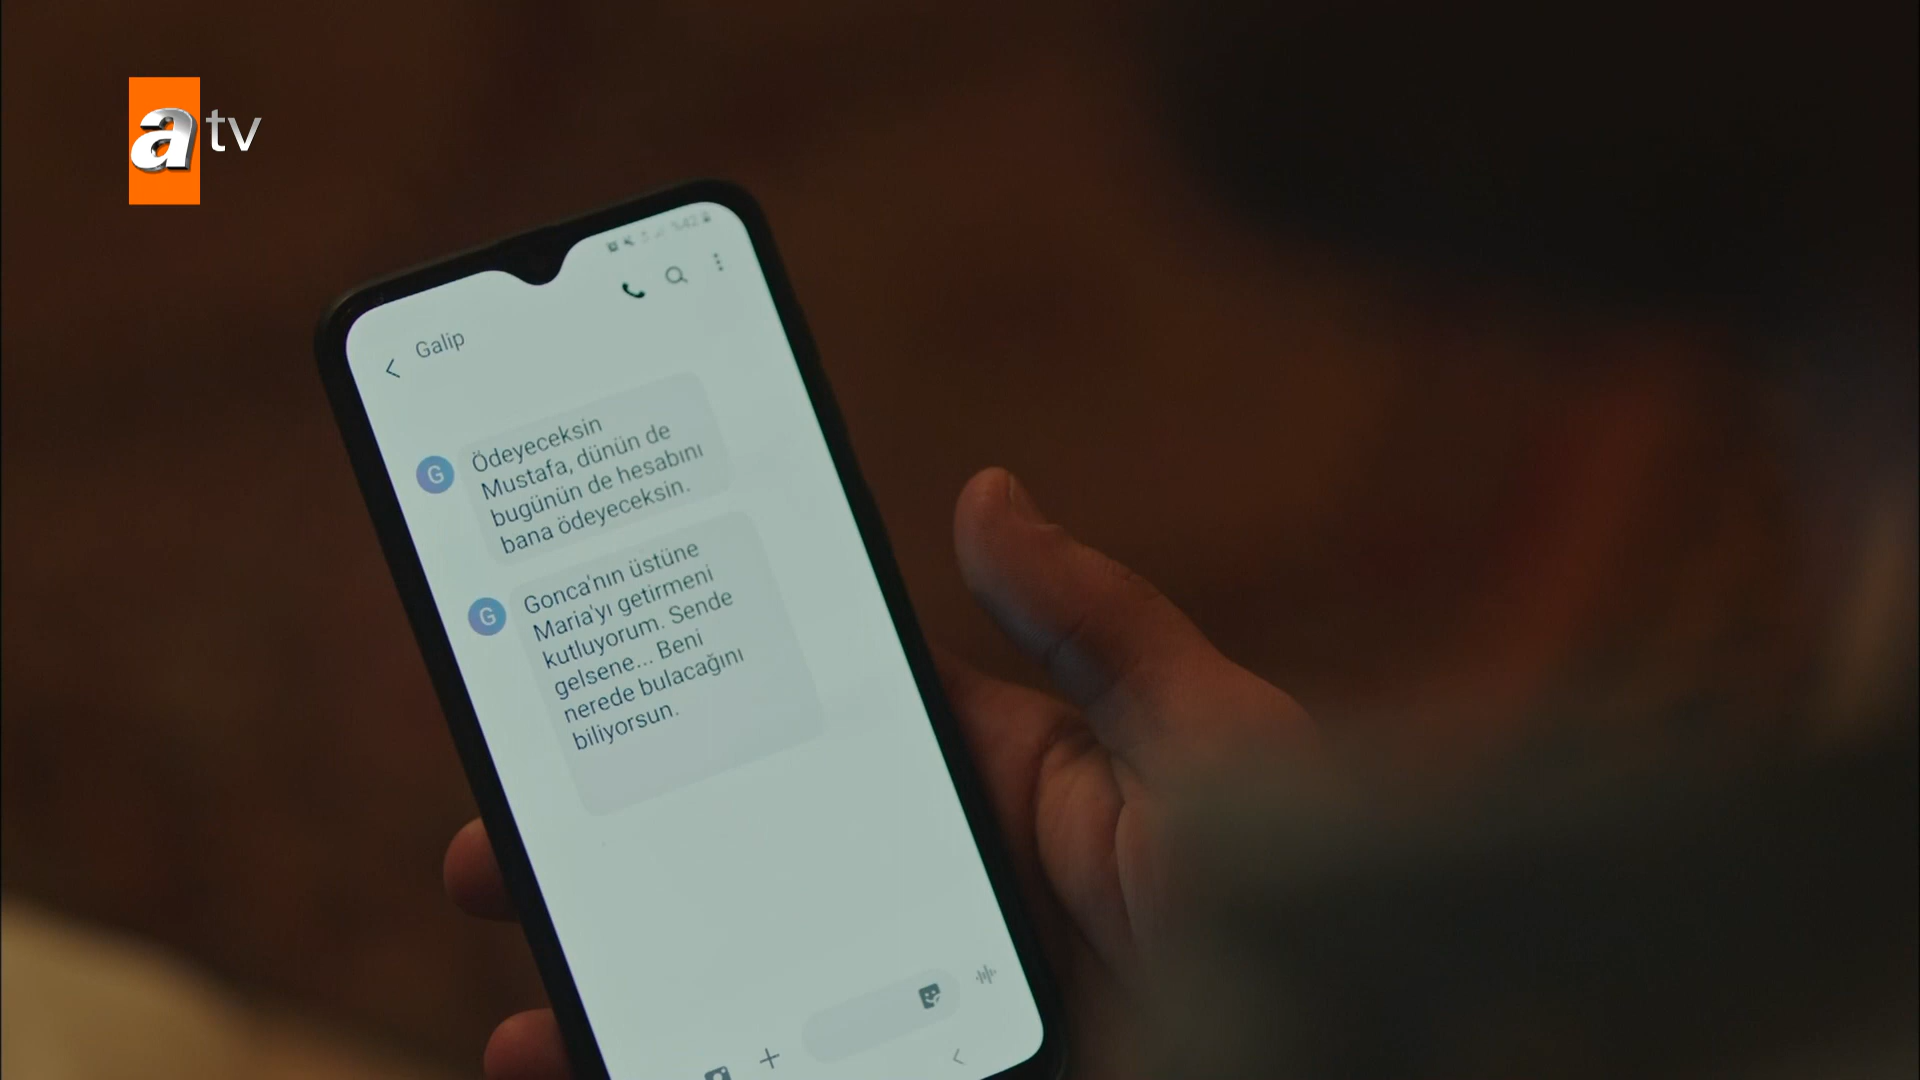 atv
%42
Galip
G
Ödeyeceksin
Mustafa, dünün de
bugünün de hesabını
bana ödeyeceksin.
G
Gonca'nın üstüne
Maria'yı getirmeni
kutluyorum. Sende
gelsene... Beni
nerede bulacağını
biliyorsun.